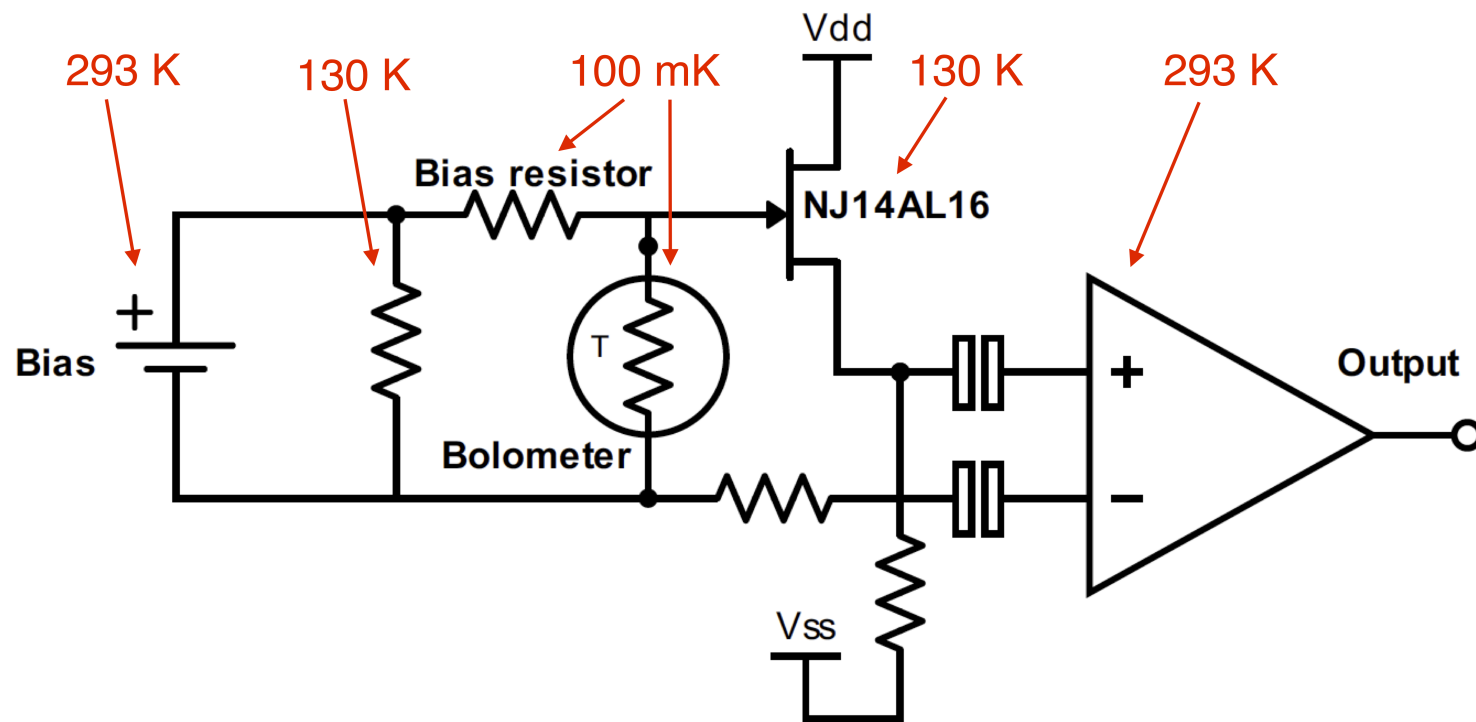 Vdd
293 K
130 K
100 mK
130 K
293 K
Bias resistor
NJ14AL16
+
Bias
T
+
Output
Bolometer
−
Vss